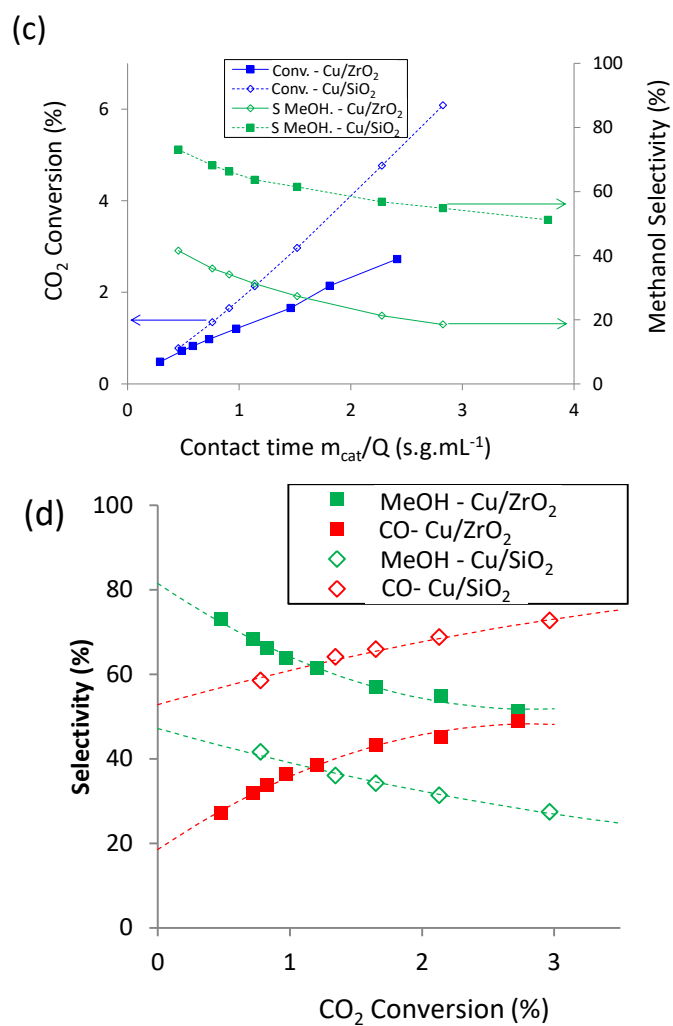 (c)
Conv. - Cu/ZrO₂
Conv. - Cu/SiO₂
S MeOH. - Cu/ZrO₂
S MeOH. - Cu/SiO₂
CO₂ Conversion (%)
0
2
4
6
Methanol Selectivity (%)
0
20
40
60
80
100
0
1
2
3
4
Contact time m_cat/Q (s.g.mL⁻¹)
(d)
MeOH - Cu/ZrO₂
CO- Cu/ZrO₂
MeOH - Cu/SiO₂
CO- Cu/SiO₂
Selectivity (%)
100
80
60
40
20
0
0
1
2
3
CO₂ Conversion (%)